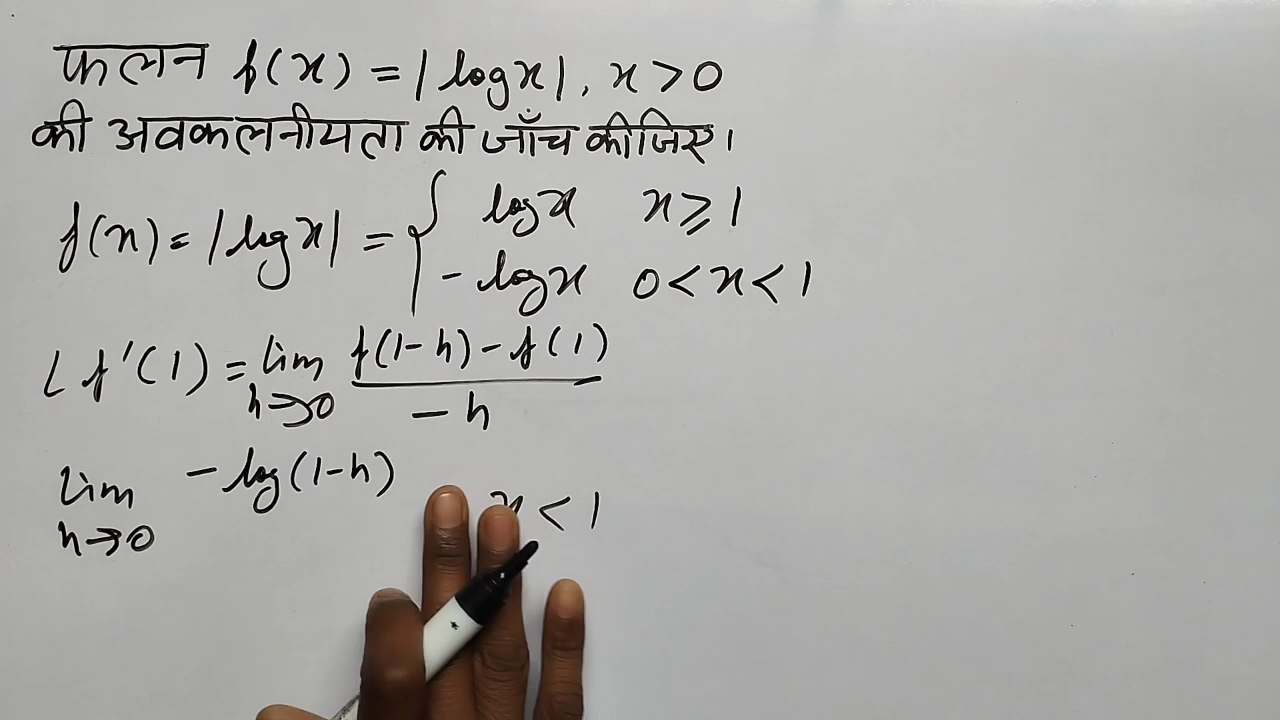 फलन f(x) = |log x|, x > 0
की अवकलनीयता की जाँच कीजिए।
f(x) = |log x| = { log x x ≥ 1
- log x 0 < x < 1
L f'(1) = lim h→0 f(1-h) - f(1) / -h
lim h→0 - log(1-h)
x < 1